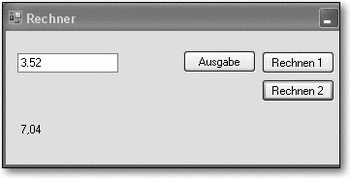 Rechner
3.52
Ausgabe
Rechnen 1
Rechnen 2
7,04